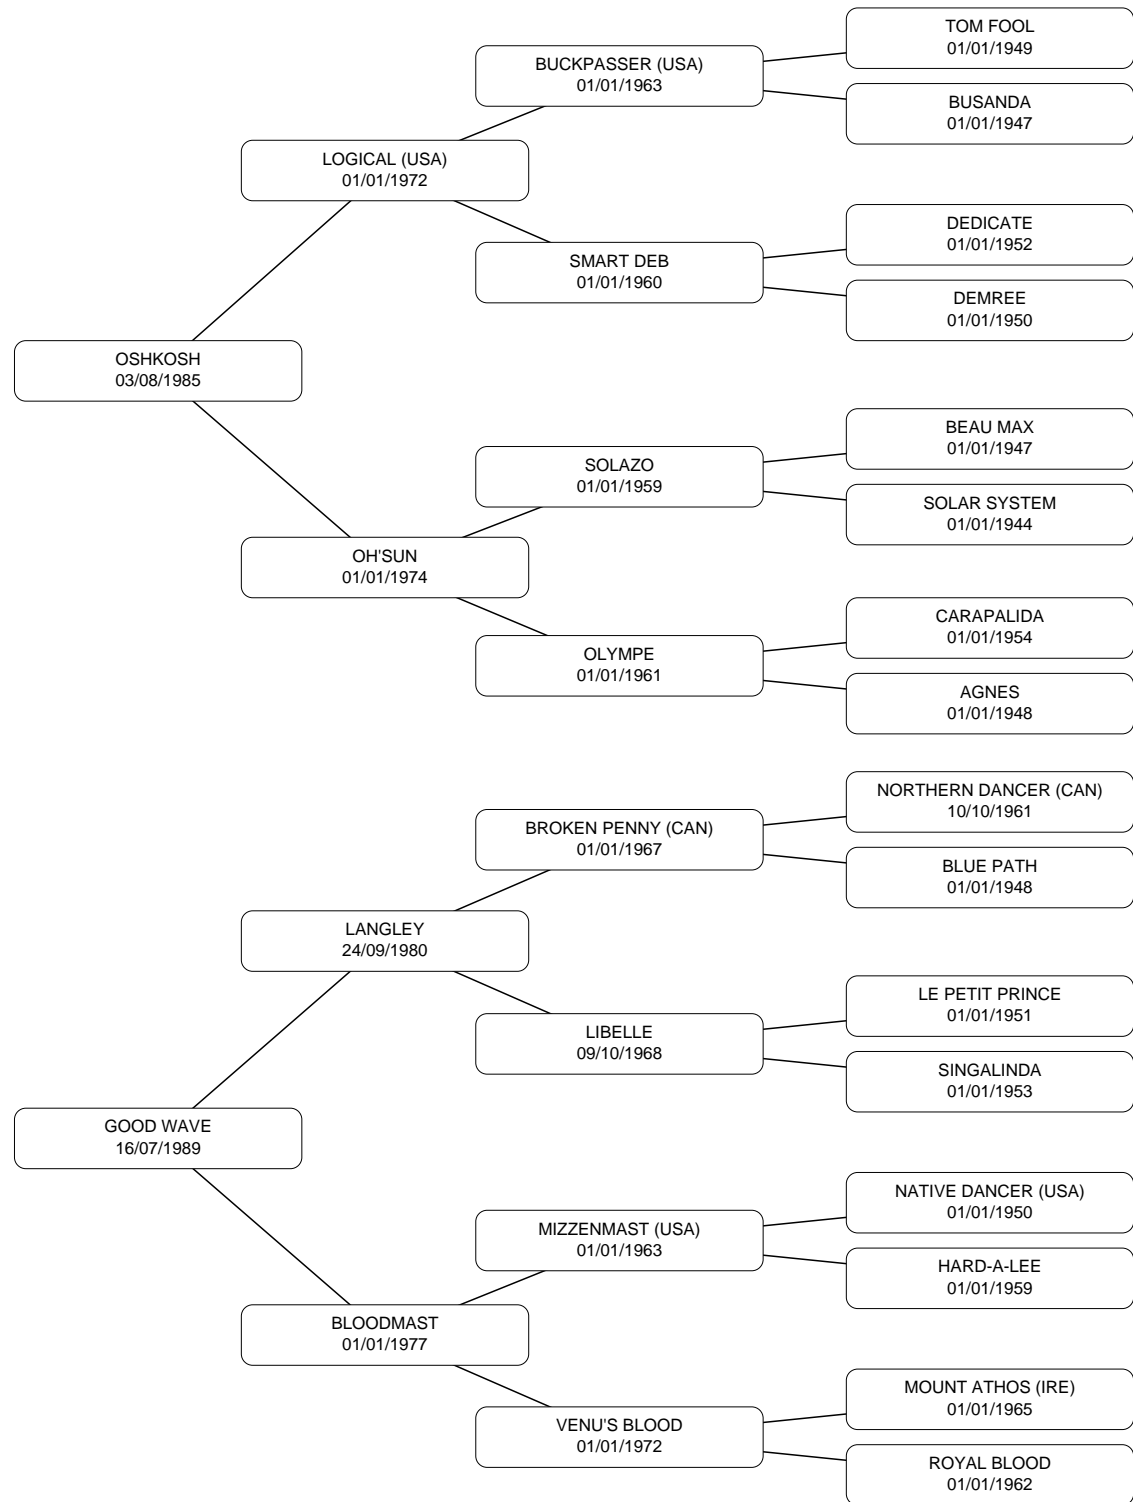 TOM FOOL
01/01/1949
BUCKPASSER (USA)
01/01/1963
BUSANDA
01/01/1947
LOGICAL (USA)
01/01/1972
DEDICATE
01/01/1952
SMART DEB
01/01/1960
DEMREE
01/01/1950
OSHKOSH
03/08/1985
BEAU MAX
01/01/1947
SOLAZO
01/01/1959
SOLAR SYSTEM
01/01/1944
OH'SUN
01/01/1974
CARAPALIDA
01/01/1954
OLYMPE
01/01/1961
AGNES
01/01/1948
NORTHERN DANCER (CAN)
10/10/1961
BROKEN PENNY (CAN)
01/01/1967
BLUE PATH
01/01/1948
LANGLEY
24/09/1980
LE PETIT PRINCE
01/01/1951
LIBELLE
09/10/1968
SINGALINDA
01/01/1953
GOOD WAVE
16/07/1989
NATIVE DANCER (USA)
01/01/1950
MIZZENMAST (USA)
01/01/1963
HARD-A-LEE
01/01/1959
BLOODMAST
01/01/1977
MOUNT ATHOS (IRE)
01/01/1965
VENU'S BLOOD
01/01/1972
ROYAL BLOOD
01/01/1962